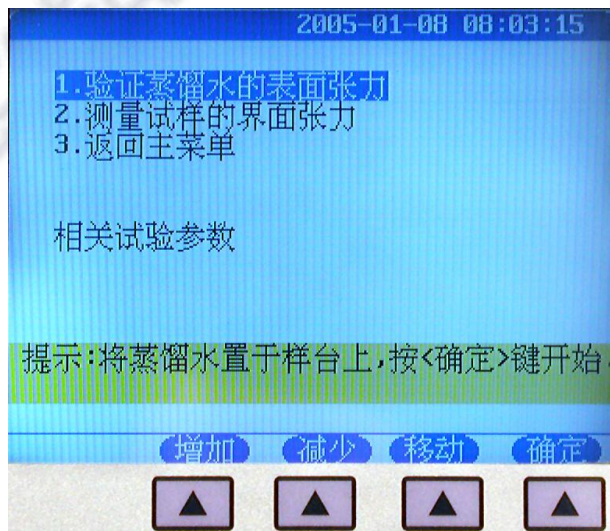 2005-01-08 08:03:15
1.验证蒸馏水的表面张力
2.测量试样的界面张力
3.返回主菜单
相关试验参数
提示:将蒸馏水置于样台上,按<确定>键开始
增加 减少 移动 确定